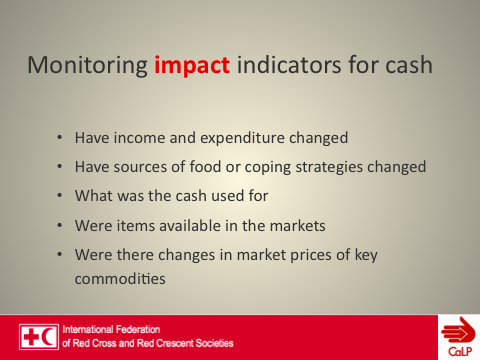 Monitoring impact indicators for cash
• Have income and expenditure changed
• Have sources of food or coping strategies changed
• What was the cash used for
• Were items available in the markets
• Were there changes in market prices of key
commodities
International Federation
of Red Cross and Red Crescent Societies
CaLP